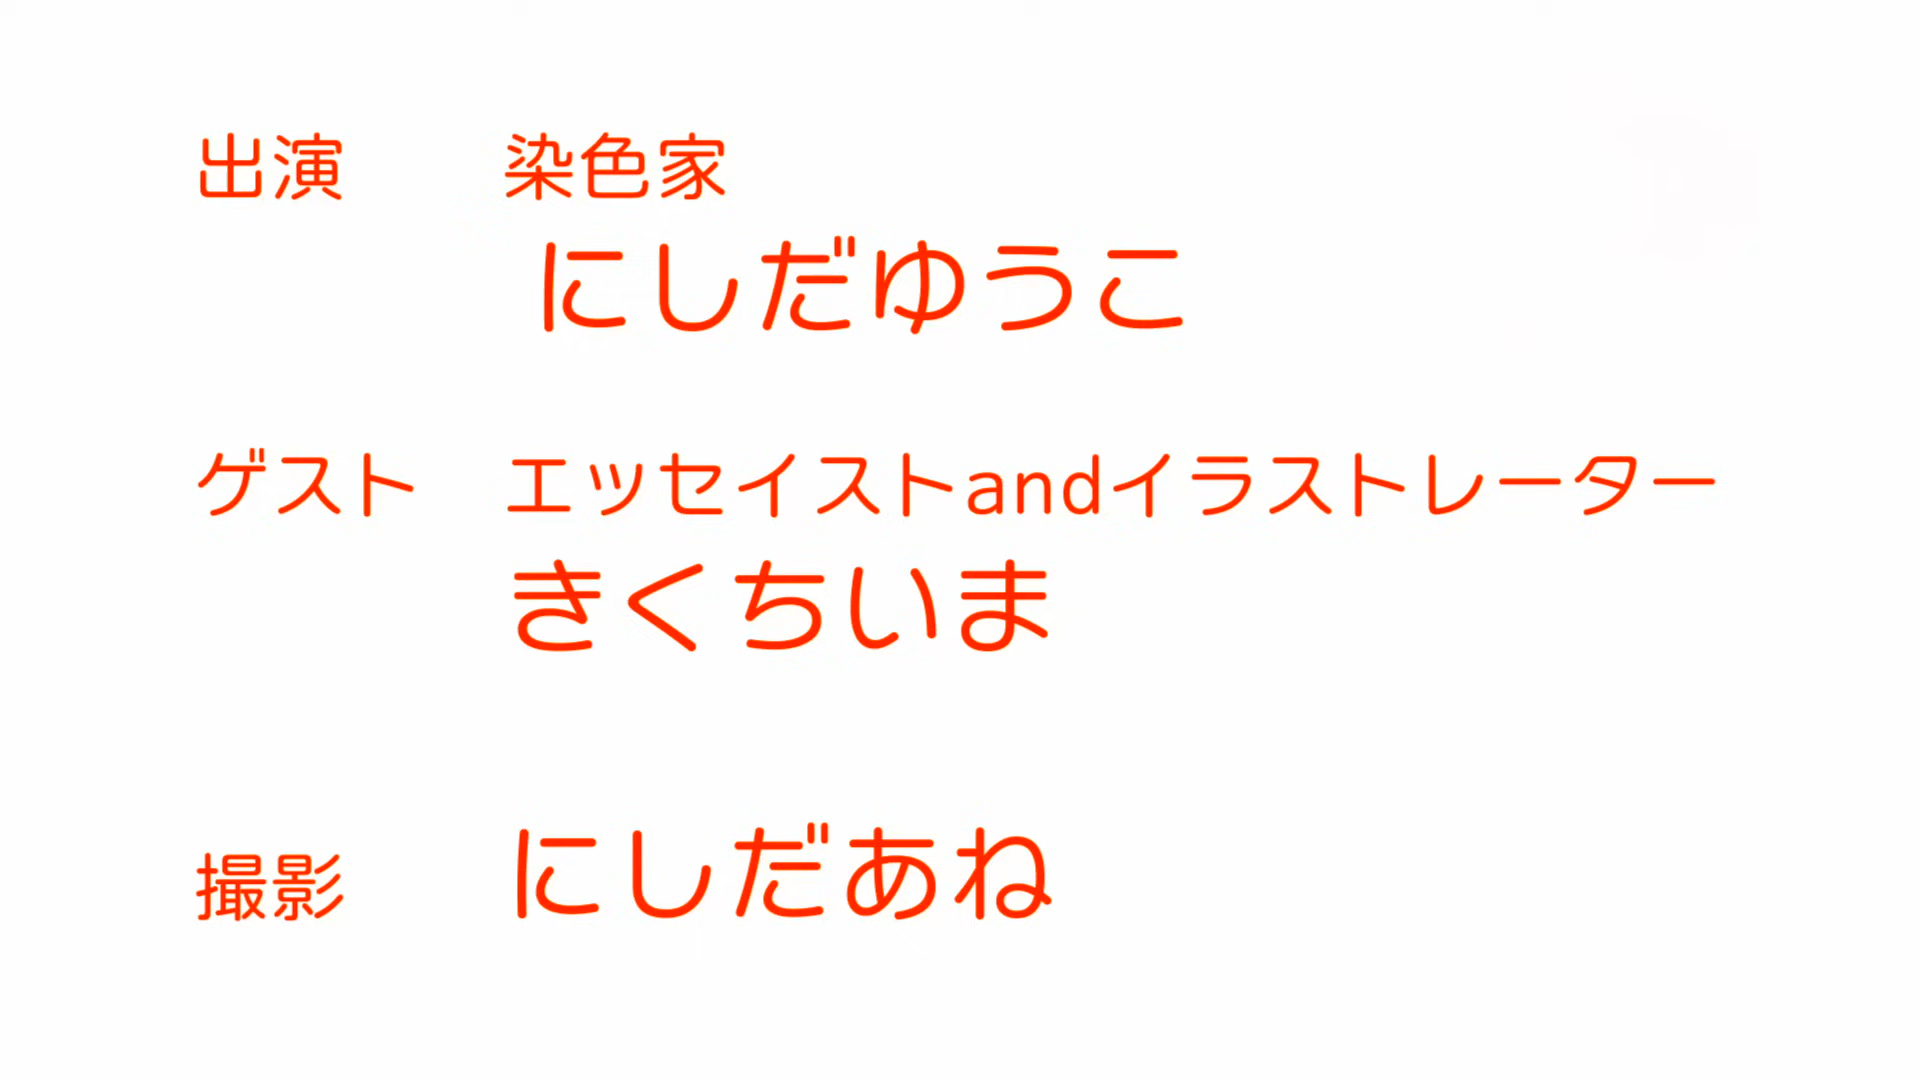 出演 染色家
にしだゆうこ
ゲスト エッセイストandイラストレーター
きくちいま
撮影 にしだあね